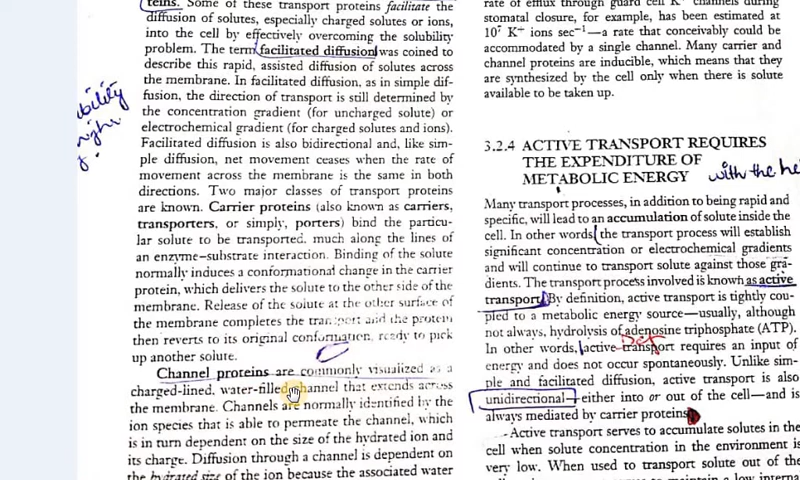 teins. Some of these transport proteins facilitate the
diffusion of solutes, especially charged solutes or ions,
into the cell by effectively overcoming the solubility
problem. The term facilitated diffusion was coined to
describe this rapid, assisted diffusion of solutes across
the membrane. In facilitated diffusion, as in simple dif-
fusion, the direction of transport is still determined by
the concentration gradient (for uncharged solute) or
electrochemical gradient (for charged solutes and ions).
Facilitated diffusion is also bidirectional and, like sim-
ple diffusion, net movement ceases when the rate of
movement across the membrane is the same in both
directions. Two major classes of transport proteins
are known. Carrier proteins (also known as carriers,
transporters, or simply, porters) bind the particu-
lar solute to be transported, much along the lines of
an enzyme–substrate interaction. Binding of the solute
normally induces a conformational change in the carrier
protein, which delivers the solute to the other side of the
membrane. Release of the solute at the other surface of
the membrane completes the transport and the protein
then reverts to its original conformation, ready to pick
up another solute.
Channel proteins are commonly visualized as a
charged-lined, water-filled channel that extends across
the membrane. Channels are normally identified by the
ion species that is able to permeate the channel, which
is in turn dependent on the size of the hydrated ion and
its charge. Diffusion through a channel is dependent on
the hydrated size of the ion because the associated water
rate of efflux through guard cell K+ channels during
stomatal closure, for example, has been estimated at
10⁷ K⁺ ions sec⁻¹—a rate that conceivably could be
accommodated by a single channel. Many carrier and
channel proteins are inducible, which means that they
are synthesized by the cell only when there is solute
available to be taken up.
3.2.4 ACTIVE TRANSPORT REQUIRES
THE EXPENDITURE OF
METABOLIC ENERGY
with the he
Many transport processes, in addition to being rapid and
specific, will lead to an accumulation of solute inside the
cell. In other words, the transport process will establish
significant concentration or electrochemical gradients
and will continue to transport solute against those gra-
dients. The transport process involved is known as active
transport. By definition, active transport is tightly cou-
pled to a metabolic energy source—usually, although
not always, hydrolysis of adenosine triphosphate (ATP).
In other words, active transport requires an input of
energy and does not occur spontaneously. Unlike sim-
ple and facilitated diffusion, active transport is also
unidirectional—either into or out of the cell—and is
always mediated by carrier proteins.
Active transport serves to accumulate solutes in the
cell when solute concentration in the environment is
very low. When used to transport solute out of the